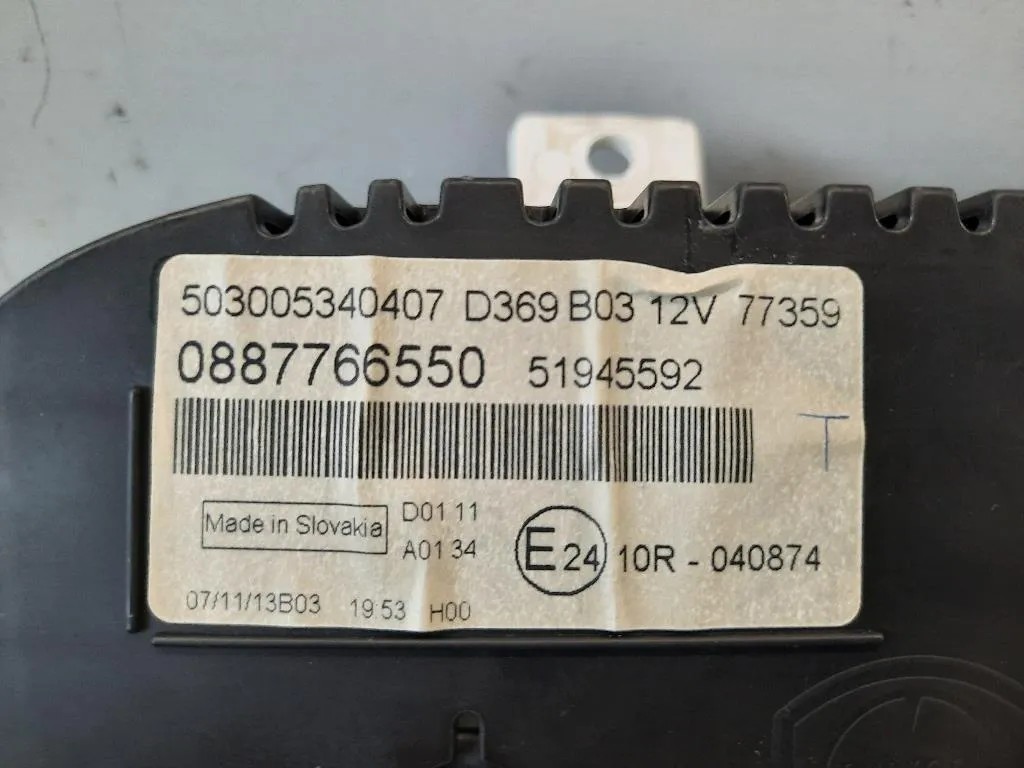 503005340407 D369 B03 12V 77359
0887766550 51945592
T
Made in Slovakia
D01 11
A01 34
E 24 10R - 040874
07/11/13B03 19:53 H00